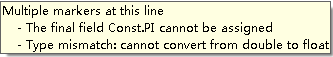 Multiple markers at this line
- The final field Const.PI cannot be assigned
- Type mismatch: cannot convert from double to float